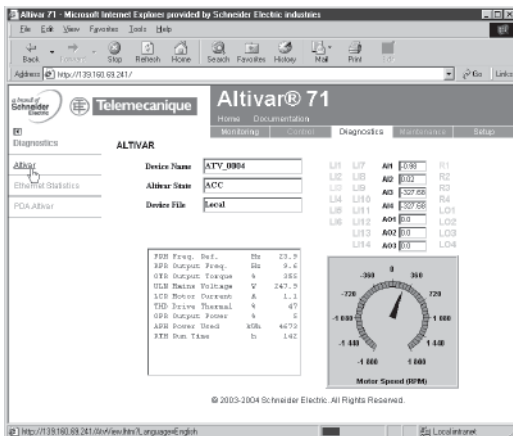 Altivar 71 - Microsoft Internet Explorer provided by Schneider Electric industries
File Edit View Favorites Tools Help
Back Forward Stop Refresh Home Search Favorites History Mail Print Edit
Address http://139.160.69.241/ Go Links
a brand of
Schneider
Electric
Telemecanique
Altivar® 71
Home Documentation
Monitoring Control Diagnostics Maintenance Setup
Diagnostics
Altivar
Ethernet Statistics
PDA Altivar
ALTIVAR
Device Name ATV_0004
Altivar State ACC
Device File Local
LI1 LI7 AI1 -0.98 R1
LI2 LI8 AI2 0.02 R2
LI3 LI9 AI3 -327.68 R3
LI4 LI10 AI4 -327.68 R4
LI5 LI11 AO1 0.0 LO1
LI6 LI12 AO1 0.0 LO2
LI13 AO2 0.0 LO3
LI14 AO3 0.0 LO4
Freq. Ref. Hz 23.9
RFR Output Freq. Hz 9.6
OTR Output Torque % 355
ULN Mains Voltage V 247.9
LCR Motor Current A 1.1
THD Drive Thermal % 47
OPR Output Power % 5
APH Power Used kWh 4673
RTH Run Time h 142
-360 0 360
-720 720
-1 080 1 080
-1 440 1 440
-1 800 1 800
Motor Speed (RPM)
© 2003-2004 Schneider Electric. All Rights Reserved.
Local intranet